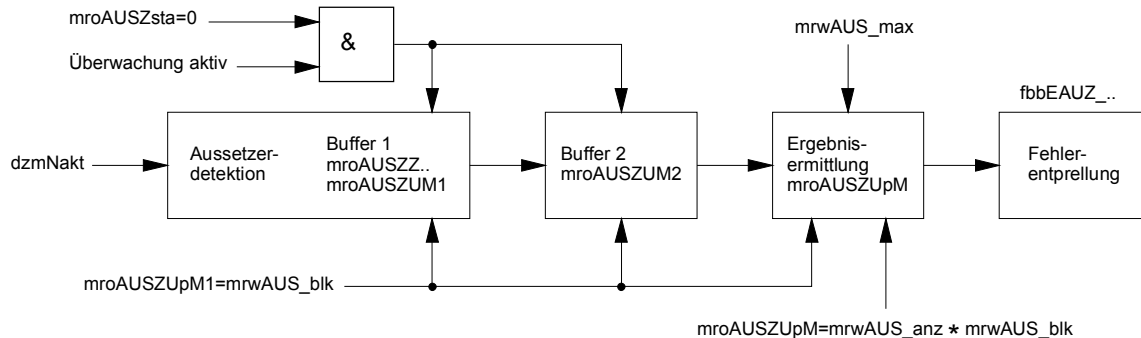 mroAUSZsta=0
&
Überwachung aktiv
mrwAUS_max
fbbEAUZ_..
dzmNakt
Aussetzer-
detektion
Buffer 1
mroAUSZZ..
mroAUSZUM1
Buffer 2
mroAUSZUM2
Ergebnis-
ermittlung
mroAUSZUpM
Fehler-
entprellung
mroAUSZUpM1=mrwAUS_blk
mroAUSZUpM=mrwAUS_anz * mrwAUS_blk